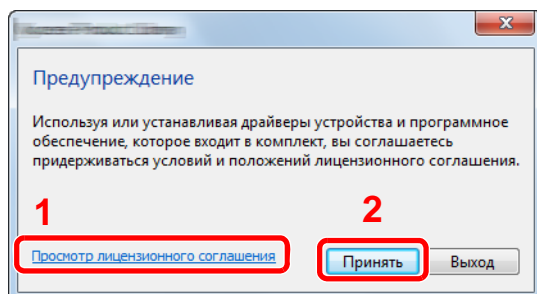 Предупреждение
Используя или устанавливая драйверы устройства и программное
обеспечение, которое входит в комплект, вы соглашаетесь
придерживаться условий и положений лицензионного соглашения.
1
2
Просмотр лицензионного соглашения
Принять
Выход